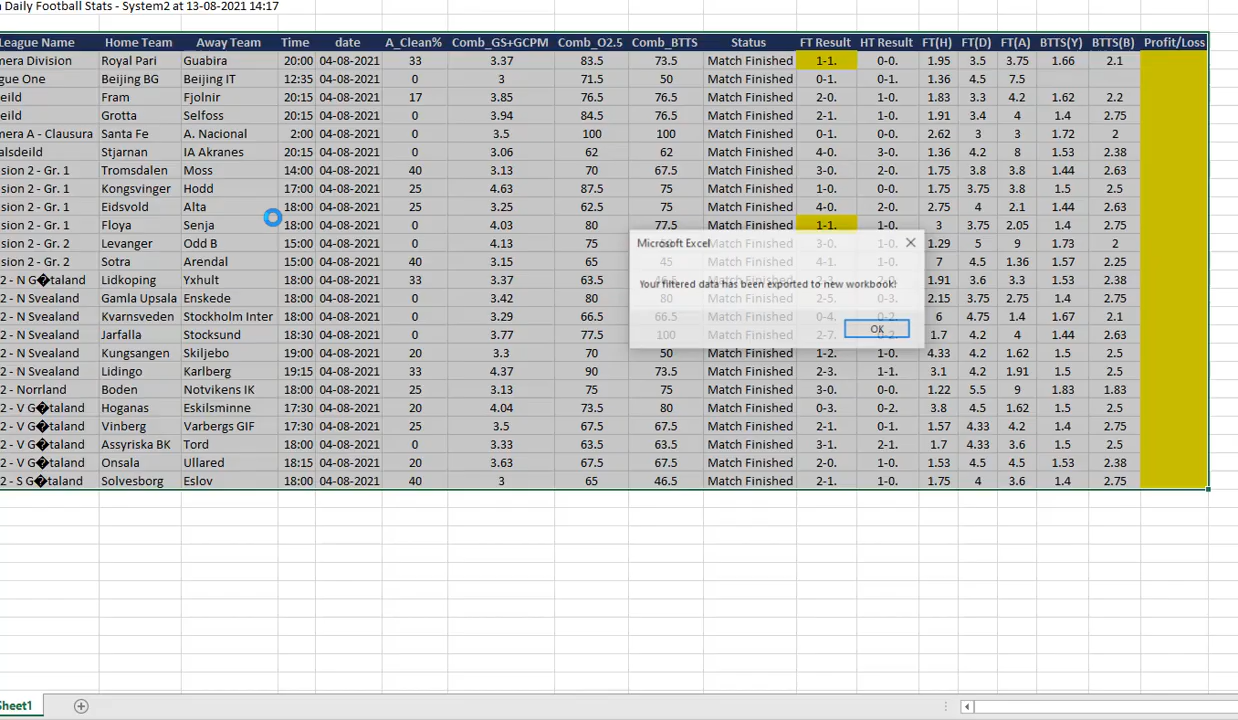 Daily Football Stats - System2 at 13-08-2021 14:17
League Name Home Team Away Team Time date A_Clean% Comb_GS+GCPM Comb_O2.5 Comb_BTTS Status FT Result HT Result FT(H) FT(D) FT(A) BTTS(Y) BTTS(B) Profit/Loss
mera Division Royal Pari Guabira 20:00 04-08-2021 33 3.37 83.5 73.5 Match Finished 1-1. 0-0. 1.95 3.5 3.75 1.66 2.1
gue One Beijing BG Beijing IT 12:35 04-08-2021 0 3 71.5 50 Match Finished 0-1. 0-1. 1.36 4.5 7.5
eild Fram Fjolnir 20:15 04-08-2021 17 3.85 76.5 76.5 Match Finished 2-0. 1-0. 1.83 3.3 4.2 1.62 2.2
eild Grotta Selfoss 20:15 04-08-2021 0 3.94 84.5 76.5 Match Finished 2-1. 1-0. 1.91 3.4 4 1.4 2.75
mera A - Clausura Santa Fe A. Nacional 2:00 04-08-2021 0 3.5 100 100 Match Finished 0-1. 0-0. 2.62 3 3 1.72 2
alsdeild Stjarnan IA Akranes 20:15 04-08-2021 0 3.06 62 62 Match Finished 4-0. 3-0. 1.36 4.2 8 1.53 2.38
sion 2 - Gr. 1 Tromsdalen Moss 14:00 04-08-2021 40 3.13 70 67.5 Match Finished 3-0. 2-0. 1.75 3.8 3.8 1.44 2.63
sion 2 - Gr. 1 Kongsvinger Hodd 17:00 04-08-2021 25 4.63 87.5 75 Match Finished 1-0. 0-0. 1.75 3.75 3.8 1.5 2.5
sion 2 - Gr. 1 Eidsvold Alta 18:00 04-08-2021 25 3.25 62.5 75 Match Finished 4-0. 2-0. 2.75 4 2.1 1.44 2.63
sion 2 - Gr. 1 Floya Senja 18:00 04-08-2021 0 4.03 80 77.5 Match Finished 1-1. 1-0. 3 3.75 2.05 1.4 2.75
sion 2 - Gr. 2 Levanger Odd B 15:00 04-08-2021 0 4.13 75 Match Finished 3-0. 1.29 5 9 1.73 2
sion 2 - Gr. 2 Sotra Arendal 15:00 04-08-2021 40 3.15 65 45 Match Finished 4-1. 1-0. 7 4.5 1.36 1.57 2.25
2 - N G�taland Lidkoping Yxhult 18:00 04-08-2021 33 3.37 63.5 Match Finished 1.91 3.6 3.3 1.53 2.38
2 - N Svealand Gamla Upsala Enskede 18:00 04-08-2021 0 3.42 80 80 Match Finished 2-5. 0-3. 2.15 3.75 2.75 1.4 2.75
2 - N Svealand Kvarnsveden Stockholm Inter 18:00 04-08-2021 0 3.29 66.5 66.5 Match Finished 0-4. 0-2. 6 4.75 1.4 1.67 2.1
2 - N Svealand Jarfalla Stocksund 18:30 04-08-2021 0 3.77 77.5 100 Match Finished 2-7. 0-2. 1.7 4.2 4 1.44 2.63
2 - N Svealand Kungsangen Skiljebo 19:00 04-08-2021 20 3.3 70 50 Match Finished 1-2. 1-0. 4.33 4.2 1.62 1.5 2.5
2 - N Svealand Lidingo Karlberg 19:15 04-08-2021 33 4.37 90 73.5 Match Finished 2-3. 1-1. 3.1 4.2 1.91 1.5 2.5
2 - Norrland Boden Notvikens IK 18:00 04-08-2021 25 3.13 75 75 Match Finished 3-0. 0-0. 1.22 5.5 9 1.83 1.83
2 - V G�taland Hoganas Eskilsminne 17:30 04-08-2021 20 4.04 73.5 80 Match Finished 0-3. 0-2. 3.8 4.5 1.62 1.5 2.5
2 - V G�taland Vinberg Varbergs GIF 17:30 04-08-2021 25 3.5 67.5 67.5 Match Finished 2-1. 0-1. 1.57 4.33 4.2 1.4 2.75
2 - V G�taland Assyriska BK Tord 18:00 04-08-2021 0 3.33 63.5 63.5 Match Finished 3-1. 2-1. 1.7 4.33 3.6 1.5 2.5
2 - V G�taland Onsala Ullared 18:15 04-08-2021 20 3.63 67.5 67.5 Match Finished 2-0. 1-0. 1.53 4.5 4.5 1.53 2.38
2 - S G�taland Solvesborg Eslov 18:00 04-08-2021 40 3 65 46.5 Match Finished 2-1. 1-0. 1.75 4 3.6 1.4 2.75
Microsoft Excel
Your filtered data has been exported to new workbook!
OK
Sheet1